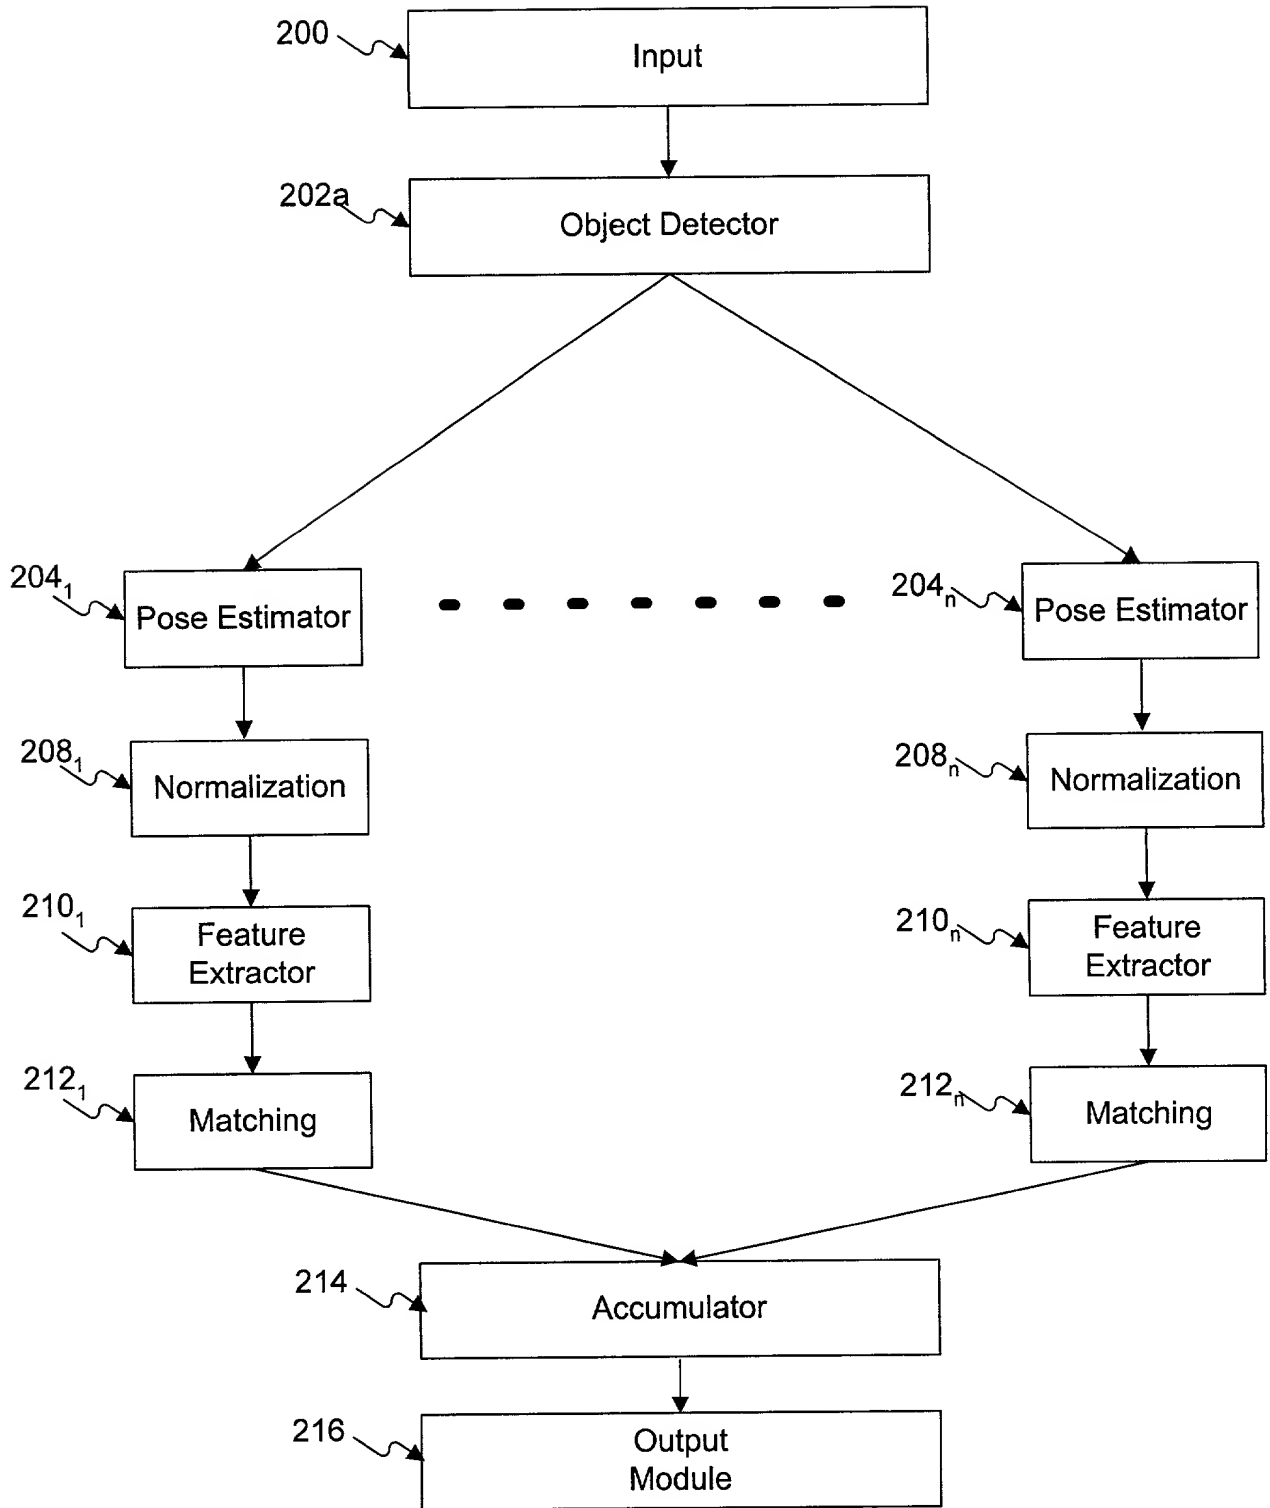 200
Input
202a
Object Detector
204₁
Pose Estimator
204ₙ
Pose Estimator
208₁
Normalization
208ₙ
Normalization
210₁
Feature
Extractor
210ₙ
Feature
Extractor
212₁
Matching
212ₙ
Matching
214
Accumulator
216
Output
Module